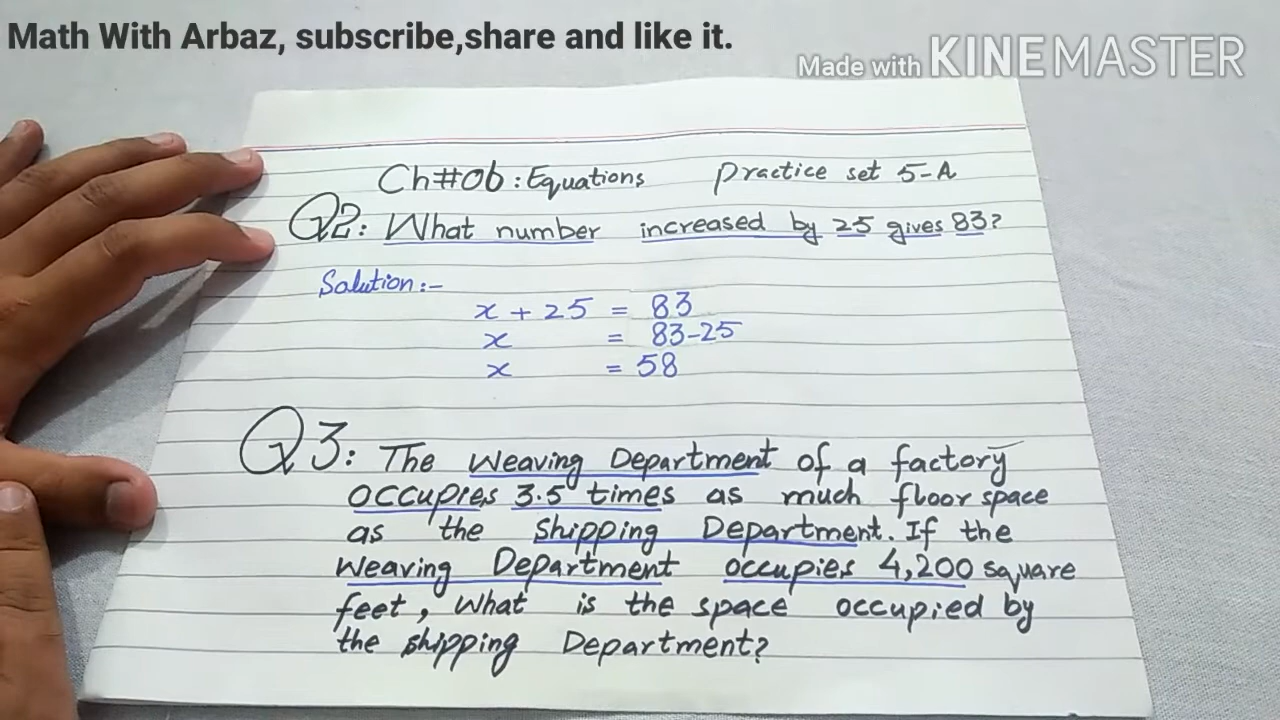 Math With Arbaz, subscribe,share and like it.
Made with KINEMASTER
Ch#06: Equations Practice set 5-A
Q2: What number increased by 25 gives 83?
Solution:-
x + 25 = 83
x = 83-25
x = 58
Q3: The Weaving Department of a factory
occupies 3.5 times as much floor space
as the Shipping Department. If the
Weaving Department occupies 4,200 square
feet, What is the space occupied by
the shipping Department?